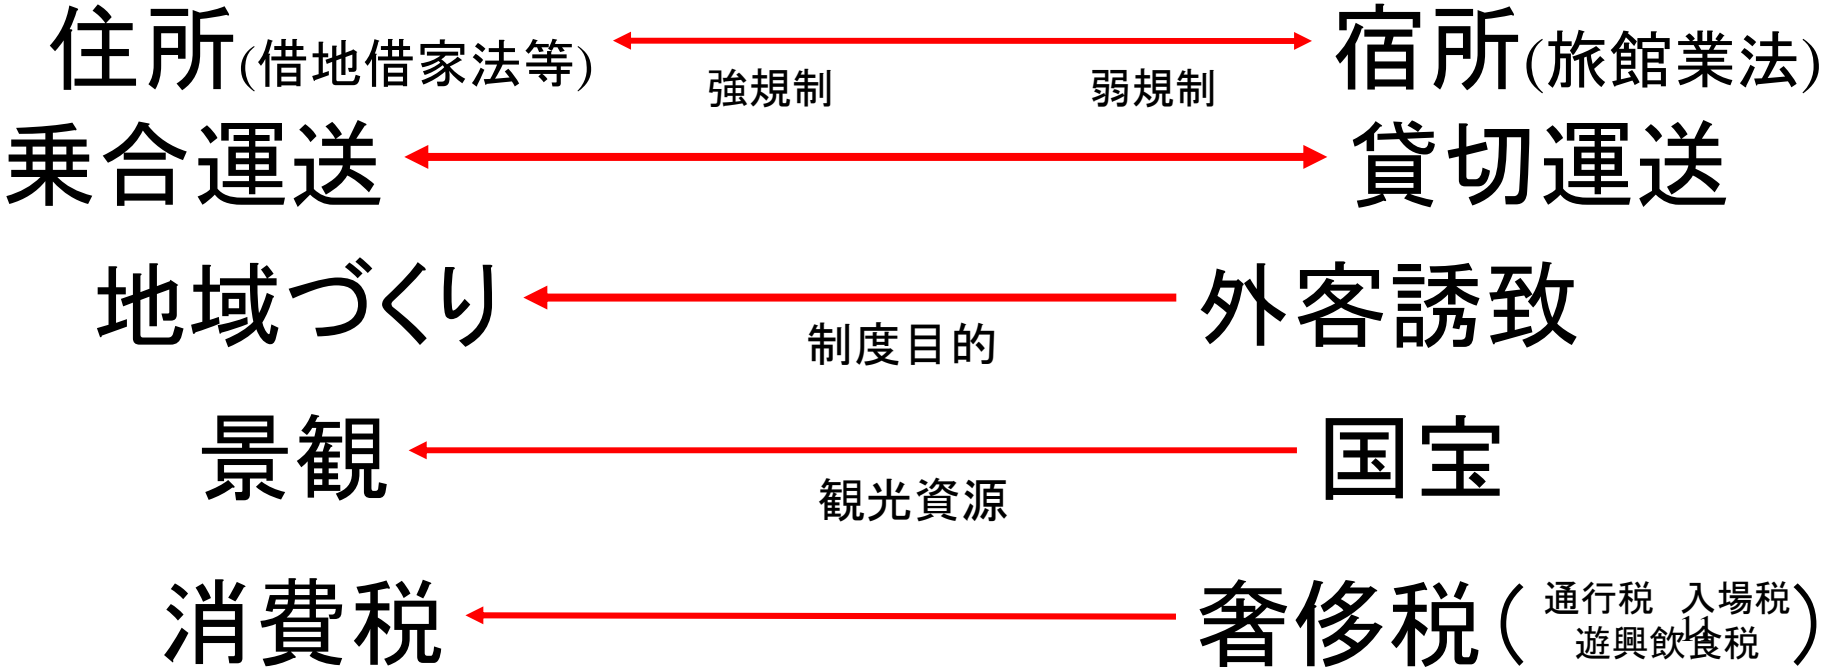 住所(借地借家法等) 宿所(旅館業法)
強規制 弱規制
乗合運送 貸切運送
地域づくり 外客誘致
制度目的
景観 国宝
観光資源
消費税 奢侈税(通行税 入場税
遊興飲食税)
11